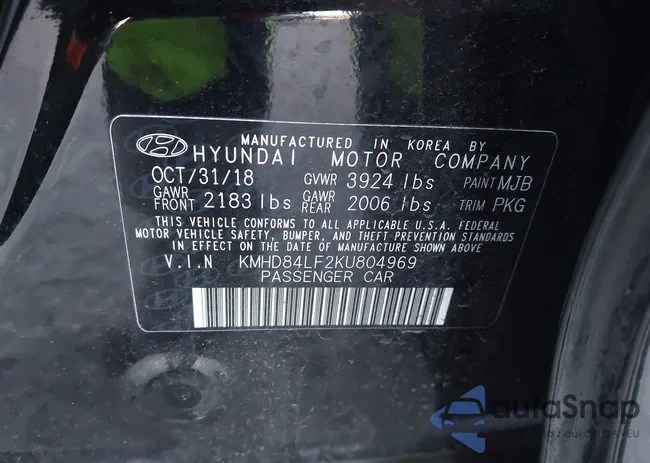 MANUFACTURED IN KOREA BY
HYUNDAI MOTOR COMPANY
OCT/31/18 GVWR 3924 lbs PAINT MJB
GAWR FRONT 2183 lbs GAWR REAR 2006 lbs TRIM PKG
THIS VEHICLE CONFORMS TO ALL APPLICABLE U.S.A. FEDERAL
MOTOR VEHICLE SAFETY, BUMPER, AND THEFT PREVENTION STANDARDS
IN EFFECT ON THE DATE OF MANUFACTURE SHOWN ABOVE
V.I.N KMHD84LF2KU804969
PASSENGER CAR
autoSnap